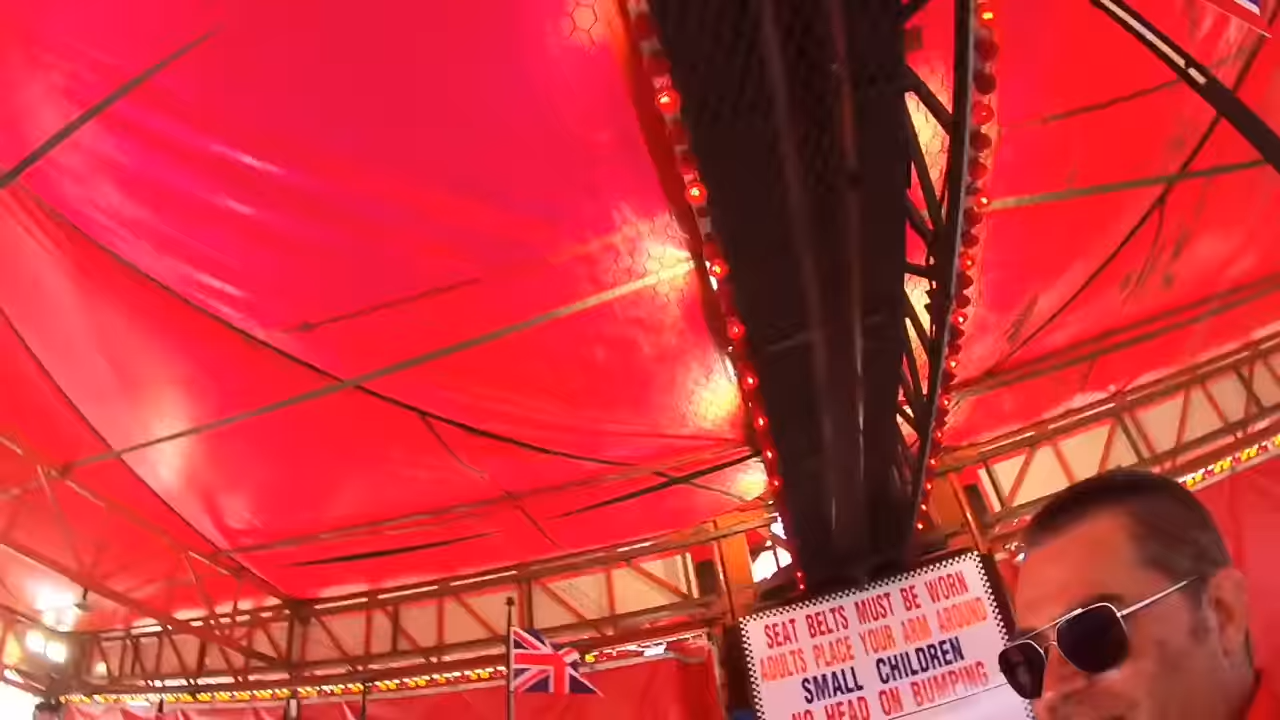 SEAT BELTS MUST BE WORN
ADULTS PLACE YOUR ARM AROUND
SMALL CHILDREN
NO HEAD ON BUMPING